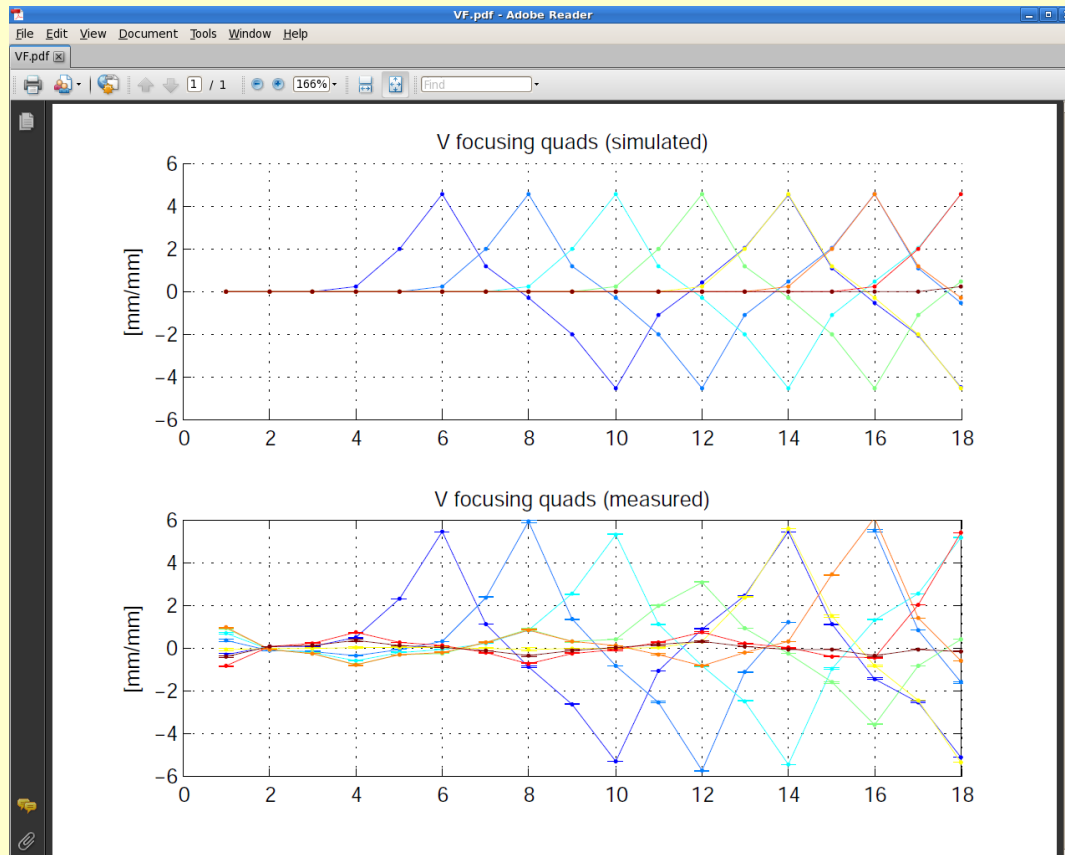 VF.pdf - Adobe Reader
File Edit View Document Tools Window Help
VF.pdf
1 / 1 166% Find
V focusing quads (simulated)
6
4
2
0
−2
−4
−6
[mm/mm]
0 2 4 6 8 10 12 14 16 18
V focusing quads (measured)
6
4
2
0
−2
−4
−6
[mm/mm]
0 2 4 6 8 10 12 14 16 18